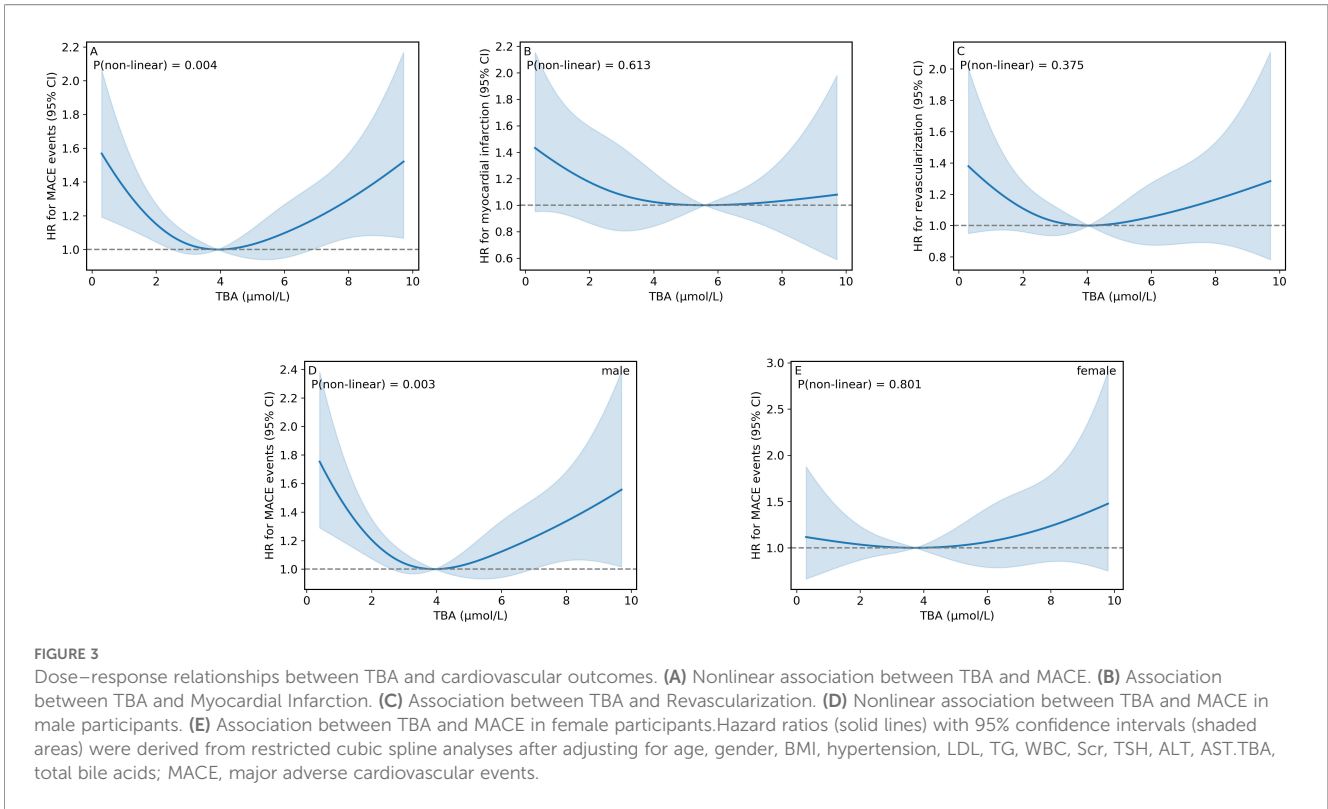 A
P(non-linear) = 0.004
HR for MACE events (95% CI)
2.2
2.0
1.8
1.6
1.4
1.2
1.0
0 2 4 6 8 10
TBA (μmol/L)
B
P(non-linear) = 0.613
HR for myocardial infarction (95% CI)
2.2
2.0
1.8
1.6
1.4
1.2
1.0
0.8
0.6
0 2 4 6 8 10
TBA (μmol/L)
C
P(non-linear) = 0.375
HR for revascularization (95% CI)
2.0
1.8
1.6
1.4
1.2
1.0
0.8
0 2 4 6 8 10
TBA (μmol/L)
D male
P(non-linear) = 0.003
HR for MACE events (95% CI)
2.4
2.2
2.0
1.8
1.6
1.4
1.2
1.0
0 2 4 6 8 10
TBA (μmol/L)
E female
P(non-linear) = 0.801
HR for MACE events (95% CI)
3.0
2.5
2.0
1.5
1.0
0 2 4 6 8 10
TBA (μmol/L)
FIGURE 3
Dose–response relationships between TBA and cardiovascular outcomes. (A) Nonlinear association between TBA and MACE. (B) Association
between TBA and Myocardial Infarction. (C) Association between TBA and Revascularization. (D) Nonlinear association between TBA and MACE in
male participants. (E) Association between TBA and MACE in female participants.Hazard ratios (solid lines) with 95% confidence intervals (shaded
areas) were derived from restricted cubic spline analyses after adjusting for age, gender, BMI, hypertension, LDL, TG, WBC, Scr, TSH, ALT, AST.TBA,
total bile acids; MACE, major adverse cardiovascular events.